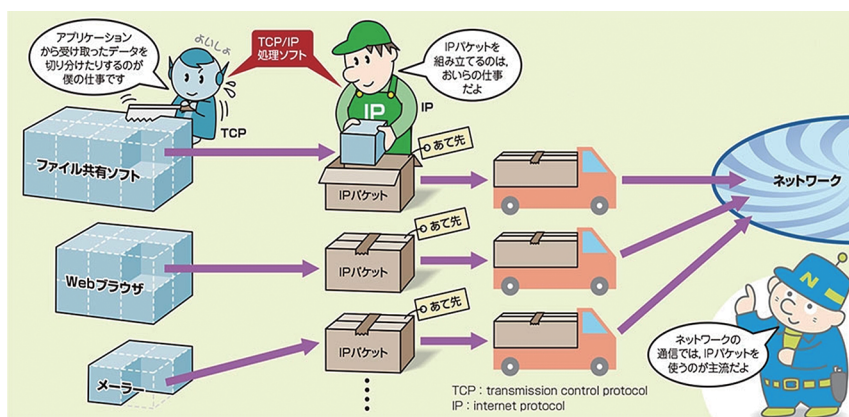 アプリケーション
から受け取ったデータを
切り分けたりするのが
僕の仕事です
よいしょ
TCP/IP
処理ソフト
IPパケットを
組み立てるのは、
おいらの仕事
だよ
TCP
IP
IP
あて先
ファイル共有ソフト
IPパケット
ネットワーク
あて先
Webブラウザ
IPパケット
あて先
メーラー
IPパケット
N
ネットワークの
通信では、IPパケットを
使うのが主流だよ
TCP：transmission control protocol
IP：internet protocol